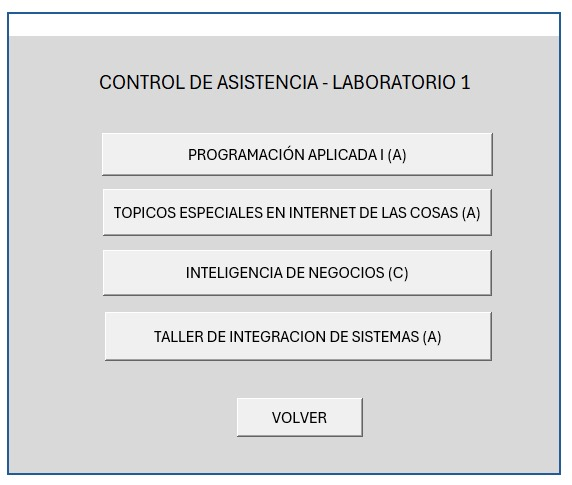 CONTROL DE ASISTENCIA - LABORATORIO 1
PROGRAMACIÓN APLICADA I (A)
TOPICOS ESPECIALES EN INTERNET DE LAS COSAS (A)
INTELIGENCIA DE NEGOCIOS (C)
TALLER DE INTEGRACION DE SISTEMAS (A)
VOLVER